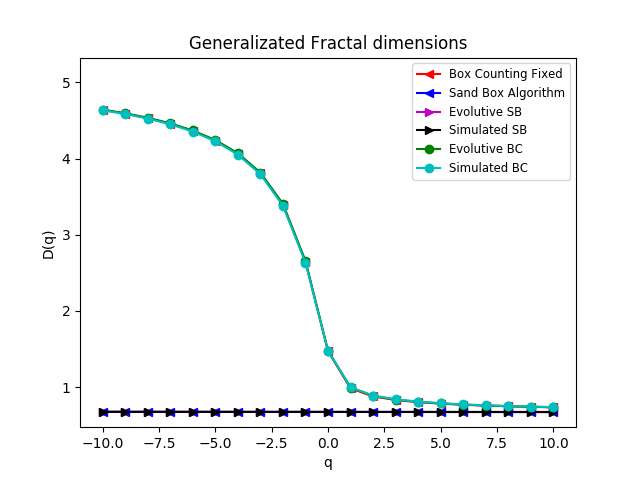 Generalizated Fractal dimensions
Box Counting Fixed
Sand Box Algorithm
Evolutive SB
Simulated SB
Evolutive BC
Simulated BC
D(q)
5
4
3
2
1
−10.0 −7.5 −5.0 −2.5 0.0 2.5 5.0 7.5 10.0
q